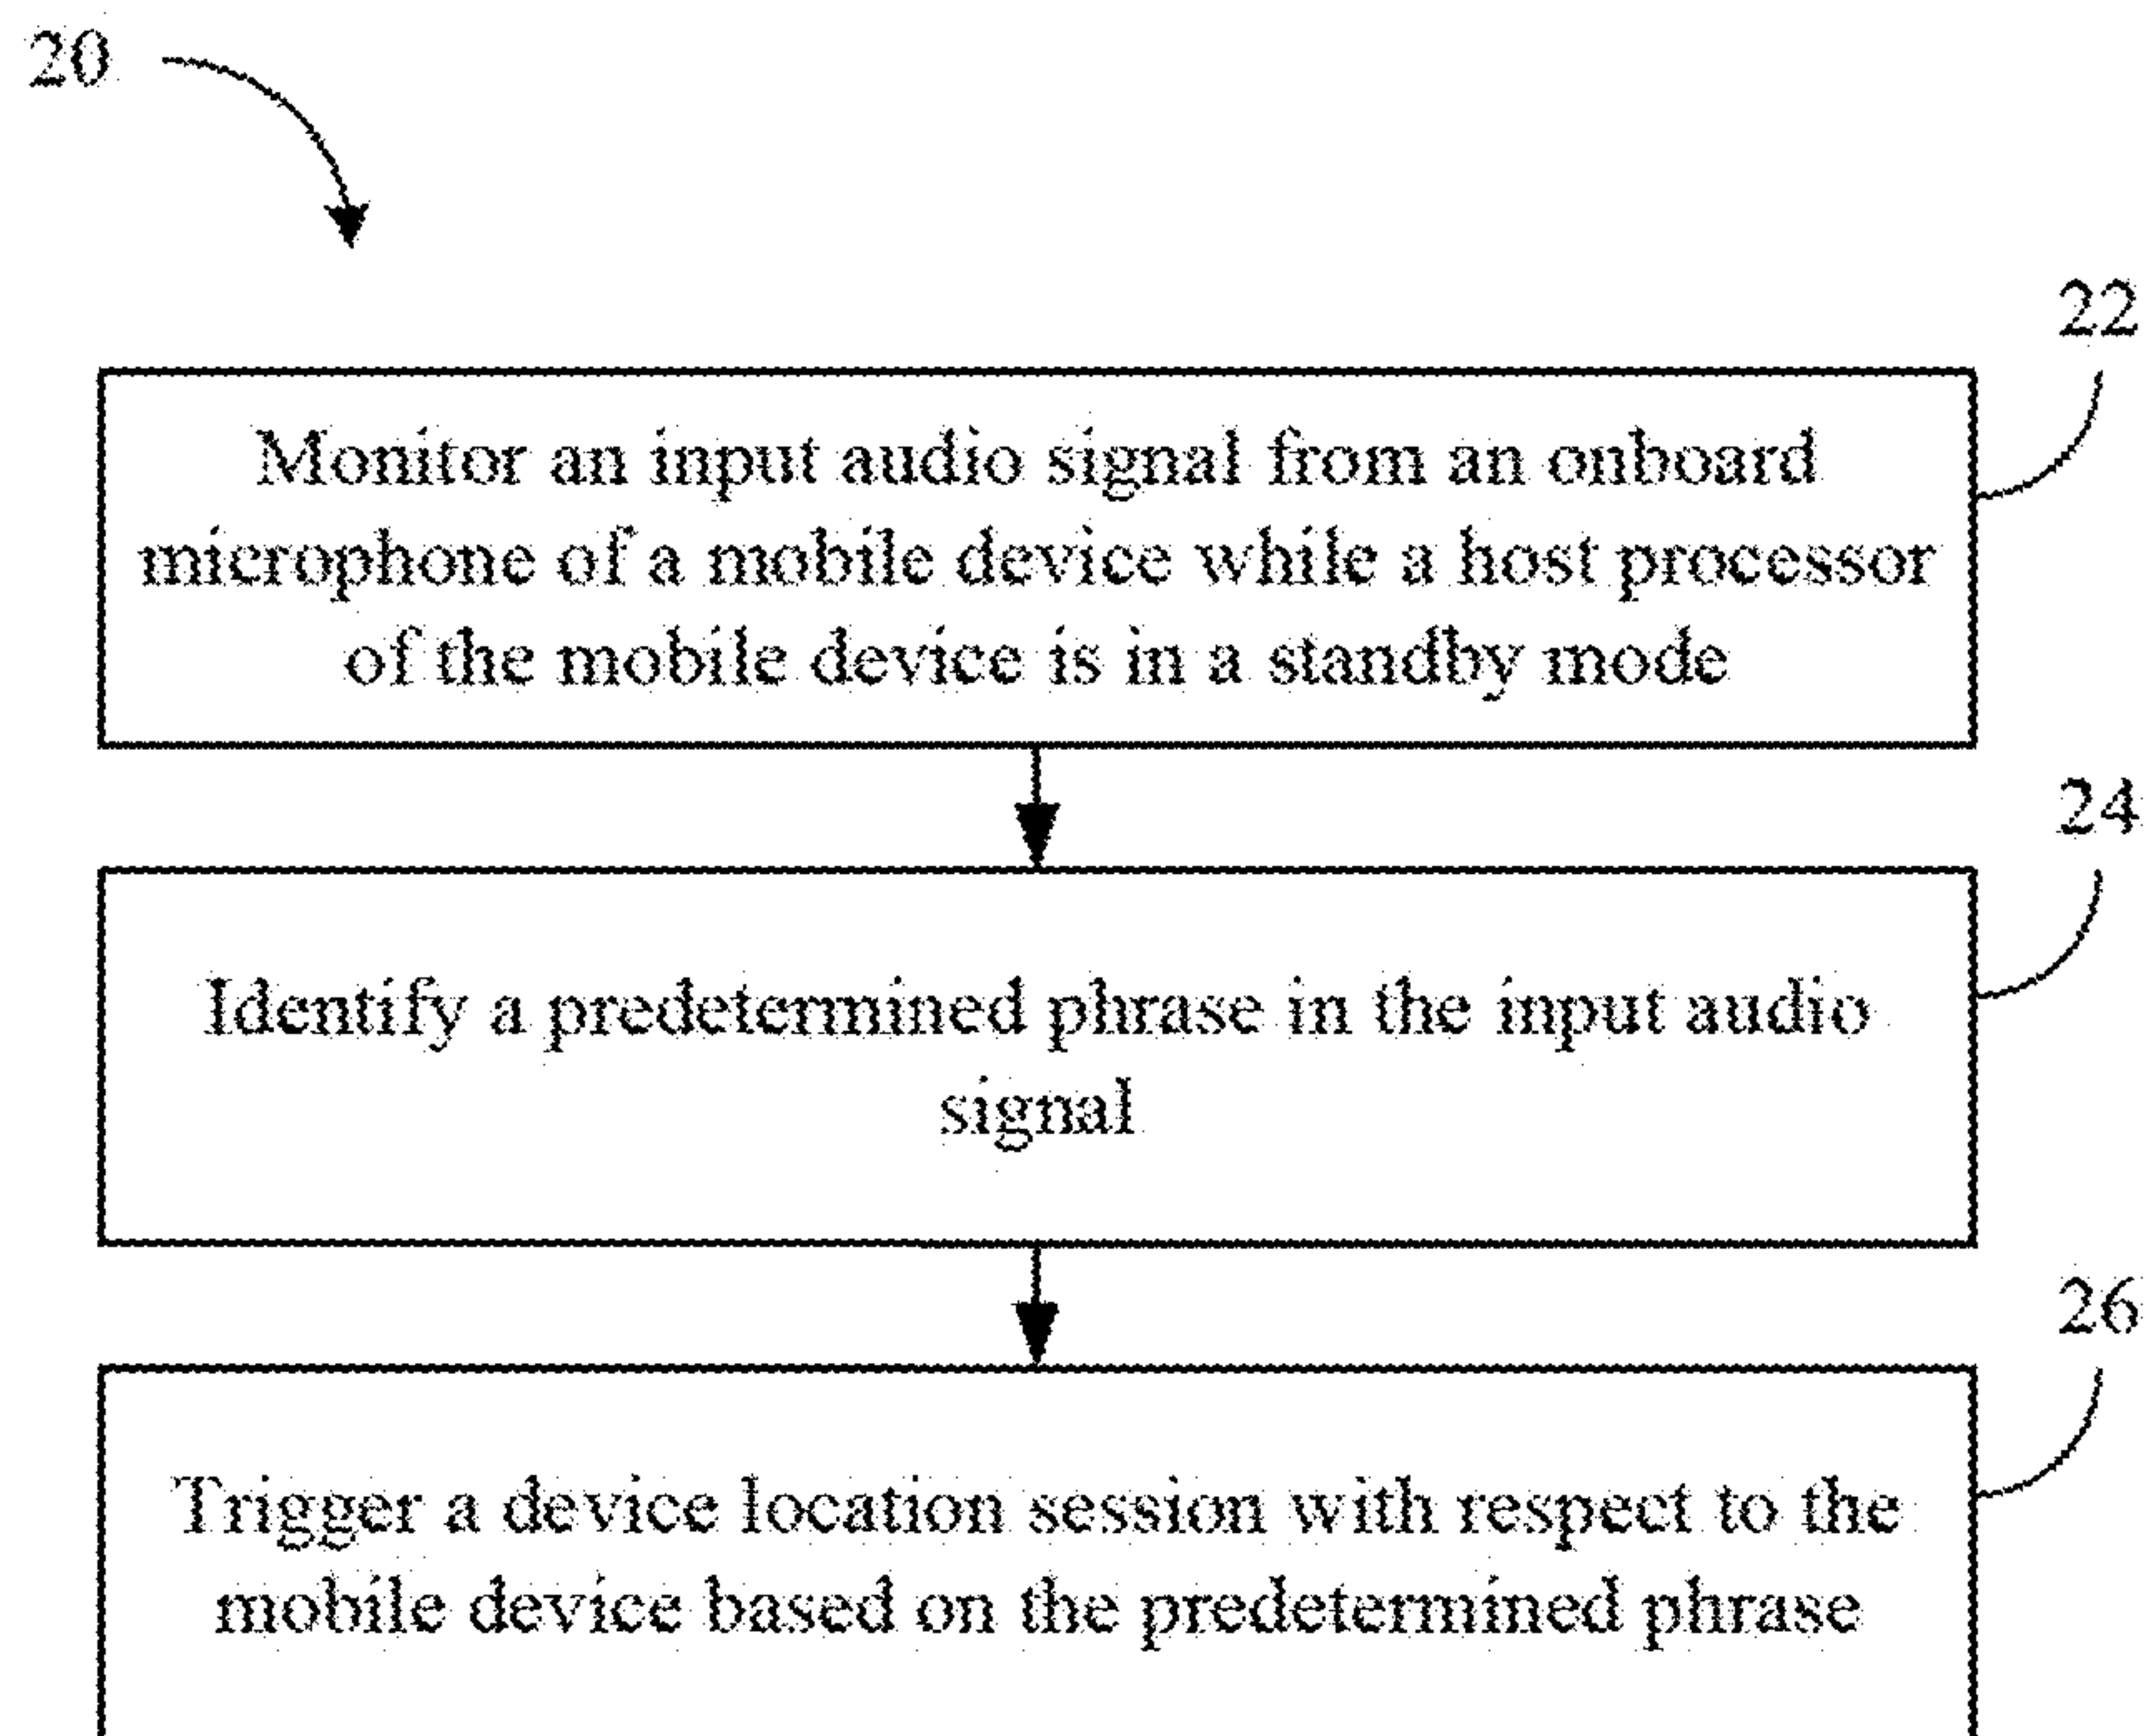 20
22
Monitor an input audio signal from an onboard
microphone of a mobile device while a host processor
of the mobile device is in a standby mode
24
Identify a predetermined phrase in the input audio
signal
26
Trigger a device location session with respect to the
mobile device based on the predetermined phrase